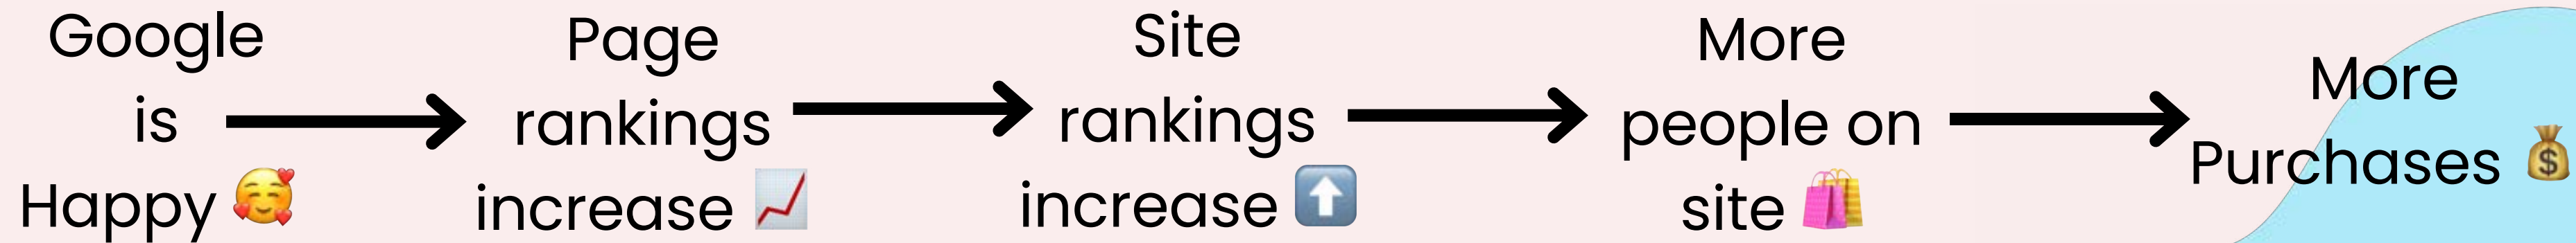 Google
is
Happy 🥰
Page
rankings
increase 📈
Site
rankings
increase ⬆️
More
people on
site 🛍️
More
Purchases 💰